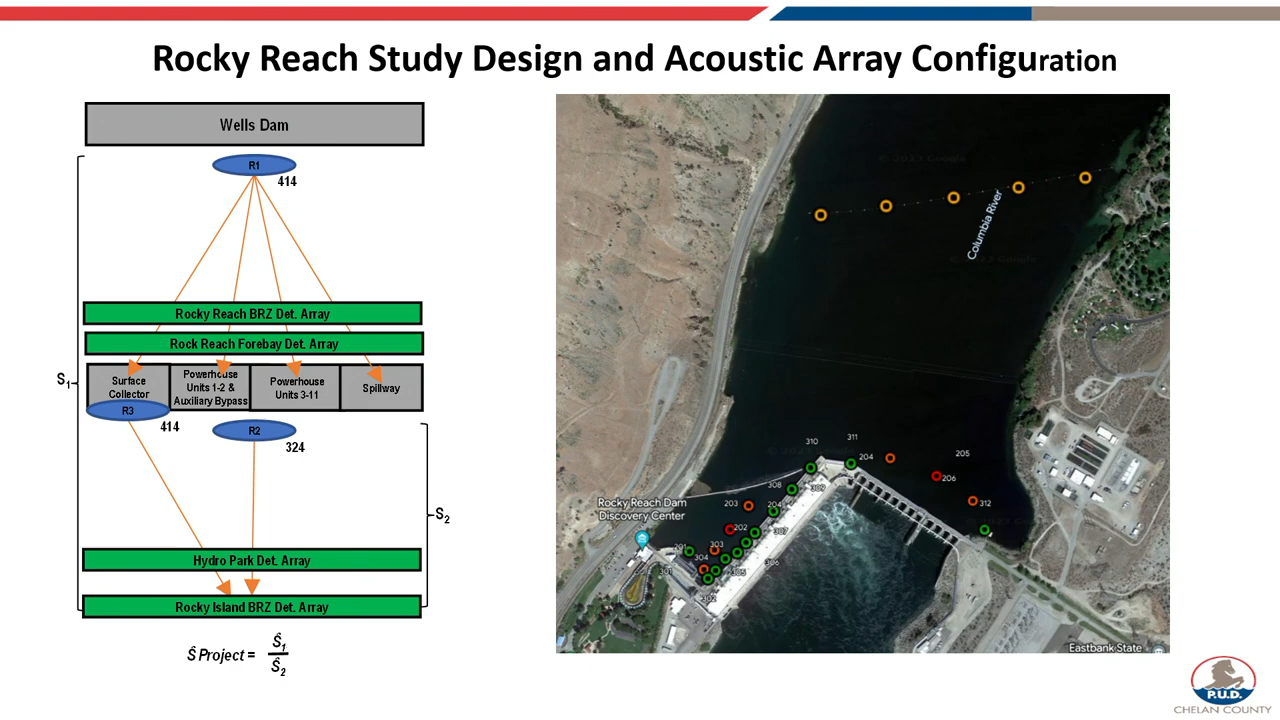 Rocky Reach Study Design and Acoustic Array Configuration
Wells Dam
R1
414
Rocky Reach BRZ Det. Array
Rock Reach Forebay Det. Array
S1
Surface
Collector
Powerhouse
Units 1-2 &
Auxiliary Bypass
Powerhouse
Units 3-11
Spillway
R3
414
R2
324
S2
Hydro Park Det. Array
Rocky Island BRZ Det. Array
Ŝ Project = Ŝ1
Ŝ2
Columbia River
310
311
204
205
206
308
309
312
Rocky Reach Dam
Discovery Center
203
204
202
307
201
303
304
306
301
305
302
Eastbank State
P.U.D.
CHELAN COUNTY